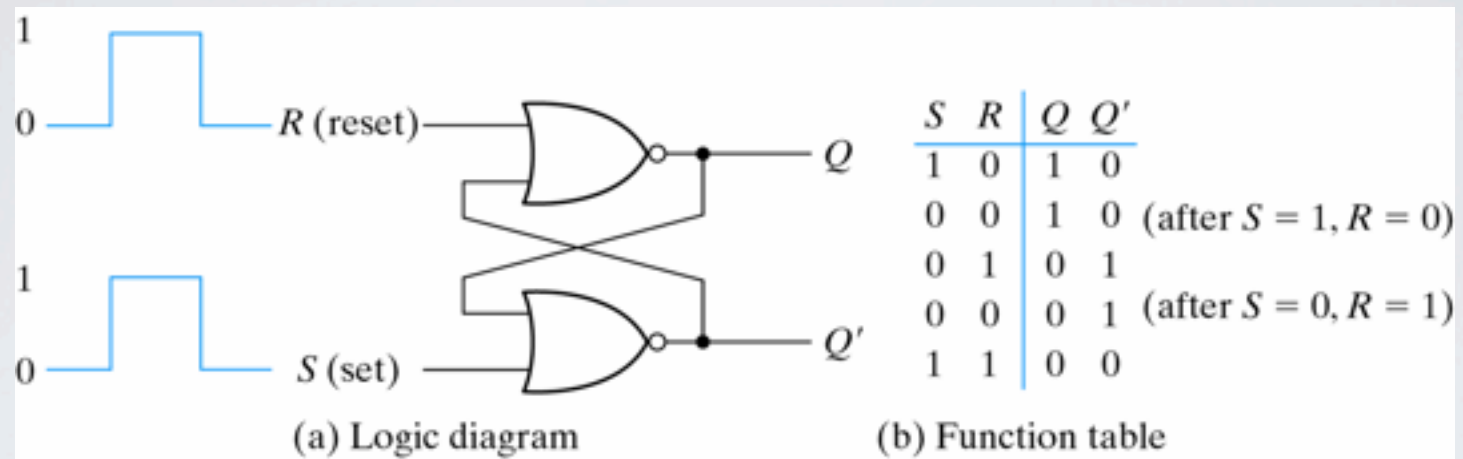 1
0
R (reset)
Q
1
0
S (set)
Q'
(a) Logic diagram
S R Q Q'
1 0 1 0
0 0 1 0 (after S = 1, R = 0)
0 1 0 1
0 0 0 1 (after S = 0, R = 1)
1 1 0 0
(b) Function table